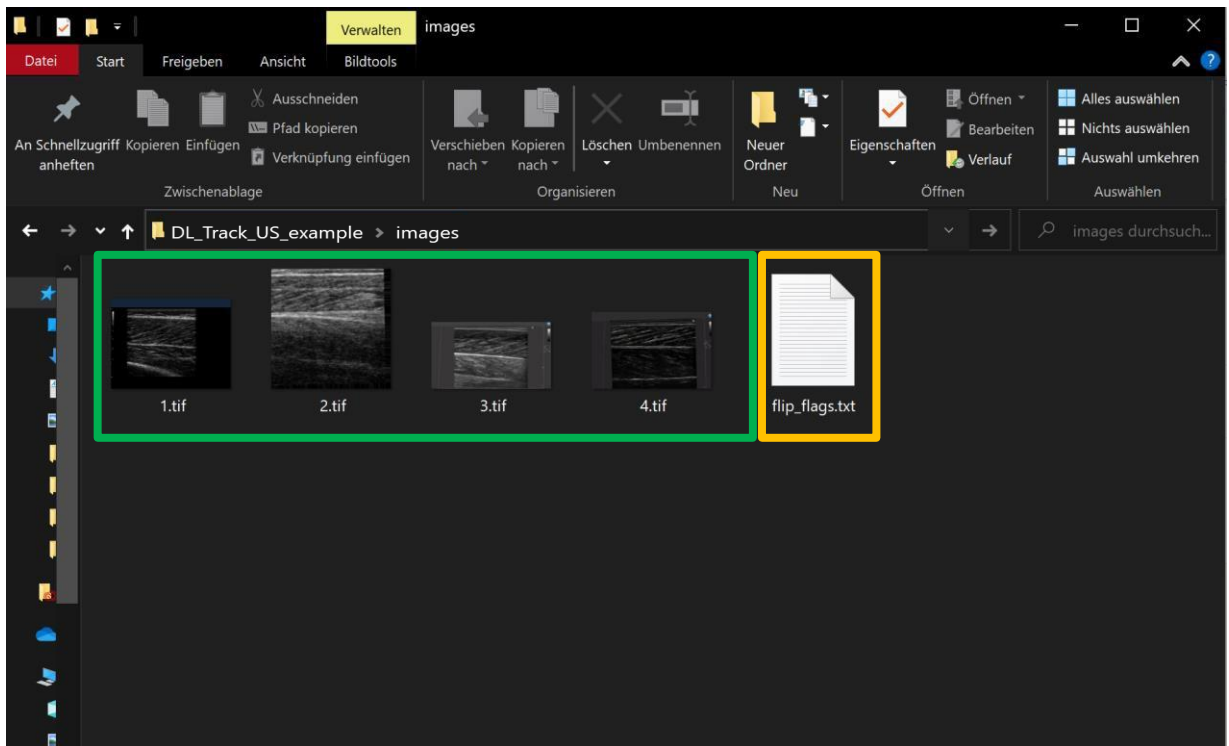 Verwalten images
Datei Start Freigeben Ansicht Bildtools
An Schnellzugriff anheften
Kopieren
Einfügen
Ausschneiden
Pfad kopieren
Verknüpfung einfügen
Zwischenablage
Verschieben nach
Kopieren nach
Löschen
Umbenennen
Organisieren
Neuer Ordner
Neu
Eigenschaften
Öffnen
Bearbeiten
Verlauf
Öffnen
Alles auswählen
Nichts auswählen
Auswahl umkehren
Auswählen
DL_Track_US_example > images
images durchsuch...
1.tif
2.tif
3.tif
4.tif
flip_flags.txt